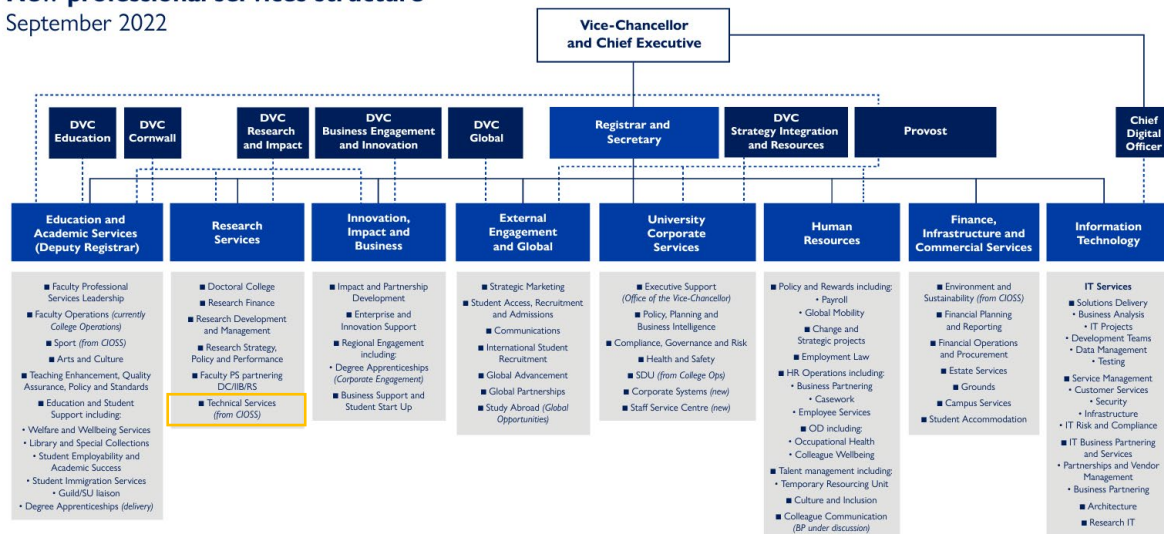 New professional services structure
September 2022
Vice-Chancellor
and Chief Executive
DVC
Education
DVC
Cornwall
DVC
Research
and Impact
DVC
Business Engagement
and Innovation
DVC
Global
Registrar and
Secretary
DVC
Strategy Integration
and Resources
Provost
Chief
Digital
Officer
Education and
Academic Services
(Deputy Registrar)
■ Faculty Professional
Services Leadership
■ Faculty Operations (currently
College Operations)
■ Sport (from CIOSS)
■ Arts and Culture
■ Teaching Enhancement, Quality
Assurance, Policy and Standards
■ Education and Student
Support including:
• Welfare and Wellbeing Services
• Library and Special Collections
• Student Employability and
Academic Success
• Student Immigration Services
• Guild/SU liaison
• Degree Apprenticeships (delivery)
Research
Services
■ Doctoral College
■ Research Finance
■ Research Development
and Management
■ Research Strategy,
Policy and Performance
■ Faculty PS partnering
DC/IIB/RS
■ Technical Services
(from CIOSS)
Innovation,
Impact and
Business
■ Impact and Partnership
Development
■ Enterprise and
Innovation Support
■ Regional Engagement
including:
• Degree Apprenticeships
(Corporate Engagement)
■ Business Support and
Student Start Up
External
Engagement
and Global
■ Strategic Marketing
■ Student Access, Recruitment
and Admissions
■ Communications
■ International Student
Recruitment
■ Global Advancement
■ Global Partnerships
■ Study Abroad (Global
Opportunities)
University
Corporate
Services
■ Executive Support
(Office of the Vice-Chancellor)
■ Policy, Planning and
Business Intelligence
■ Compliance, Governance and Risk
■ Health and Safety
■ SDU (from College Ops)
■ Corporate Systems (new)
■ Staff Service Centre (new)
Human
Resources
■ Policy and Rewards including:
• Payroll
• Global Mobility
■ Change and
Strategic projects
■ Employment Law
■ HR Operations including:
• Business Partnering
• Casework
• Employee Services
■ OD including:
• Occupational Health
• Colleague Wellbeing
■ Talent management including:
• Temporary Resourcing Unit
■ Culture and Inclusion
■ Colleague Communication
(BP under discussion)
Finance,
Infrastructure and
Commercial Services
■ Environment and
Sustainability (from CIOSS)
■ Financial Planning
and Reporting
■ Financial Operations
and Procurement
■ Estate Services
■ Grounds
■ Campus Services
■ Student Accommodation
Information
Technology
IT Services
■ Solutions Delivery
• Business Analysis
• IT Projects
• Development Teams
• Data Management
• Testing
■ Service Management
• Customer Services
• Security
• Infrastructure
• IT Risk and Compliance
■ IT Business Partnering
and Services
• Partnerships and Vendor
Management
• Business Partnering
■ Architecture
■ Research IT